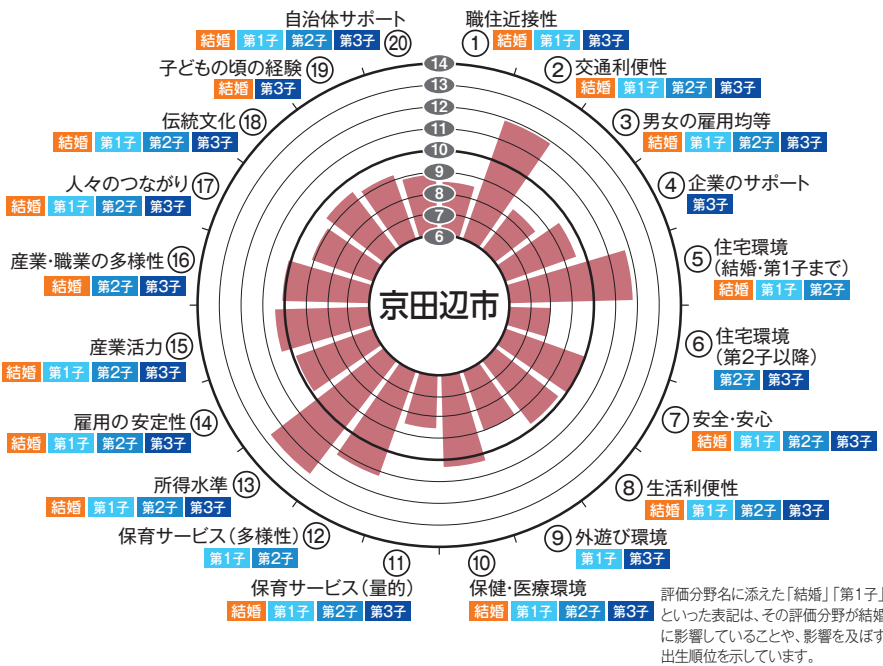 職住近接性
①
結婚 第1子 第3子
②交通利便性
結婚 第1子 第2子 第3子
③男女の雇用均等
結婚 第1子 第2子 第3子
④企業のサポート
第3子
⑤住宅環境
(結婚・第1子まで)
結婚 第1子 第2子
⑥住宅環境
(第2子以降)
第2子 第3子
⑦安全・安心
結婚 第1子 第2子 第3子
⑧生活利便性
結婚 第1子 第2子 第3子
⑨外遊び環境
第1子 第3子
⑩
保健・医療環境
結婚 第1子 第2子 第3子
⑪
保育サービス(量的)
結婚 第1子 第2子 第3子
保育サービス(多様性)⑫
第1子 第2子
所得水準⑬
結婚 第1子 第2子 第3子
雇用の安定性⑭
結婚 第1子 第2子 第3子
産業活力⑮
結婚 第1子 第2子 第3子
産業・職業の多様性⑯
結婚 第2子 第3子
人々のつながり⑰
結婚 第1子 第2子 第3子
伝統文化⑱
結婚 第1子 第2子 第3子
子どもの頃の経験⑲
結婚 第3子
自治体サポート
結婚 第1子 第2子 第3子 ⑳
14
13
12
11
10
9
8
7
6
京田辺市
評価分野名に添えた「結婚」「第1子」
といった表記は、その評価分野が結婚
に影響していることや、影響を及ぼす
出生順位を示しています。